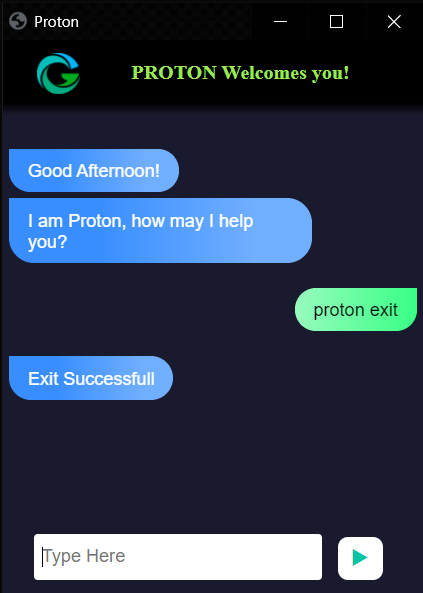 Proton
PROTON Welcomes you!
Good Afternoon!
I am Proton, how may I help
you?
proton exit
Exit Successfull
Type Here